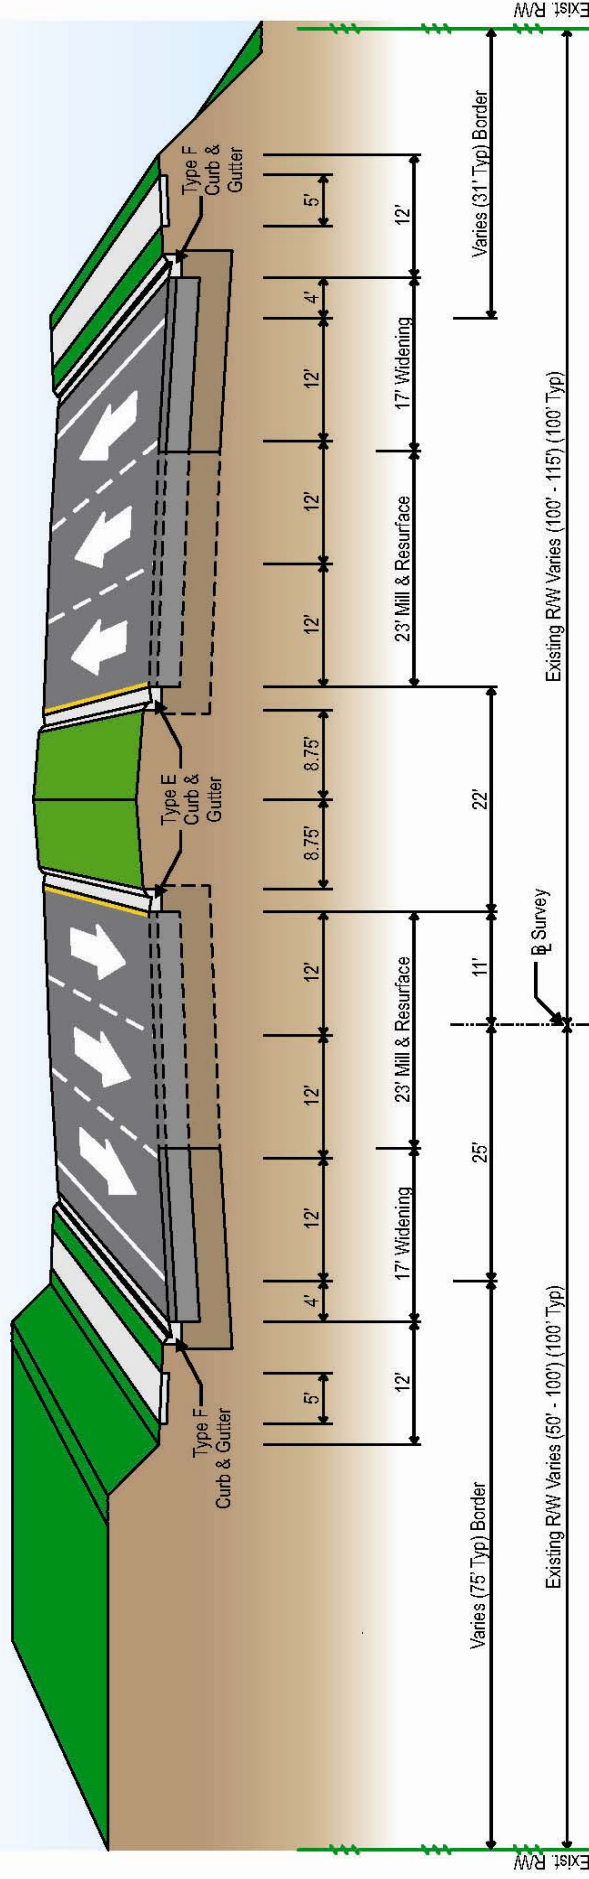 Exist. R/W
Exist. R/W
Type F
Curb & Gutter
Type E
Curb &
Gutter
Type F
Curb &
Gutter
5'
4'
12'
12'
12'
8.75'
8.75'
12'
12'
12'
4'
5'
12'
17' Widening
23' Mill & Resurface
23' Mill & Resurface
17' Widening
12'
Varies (75' Typ) Border
25'
11'
22'
Varies (31' Typ) Border
℄ Survey
Existing R/W Varies (50' - 100') (100' Typ)
Existing R/W Varies (100' - 115') (100' Typ)